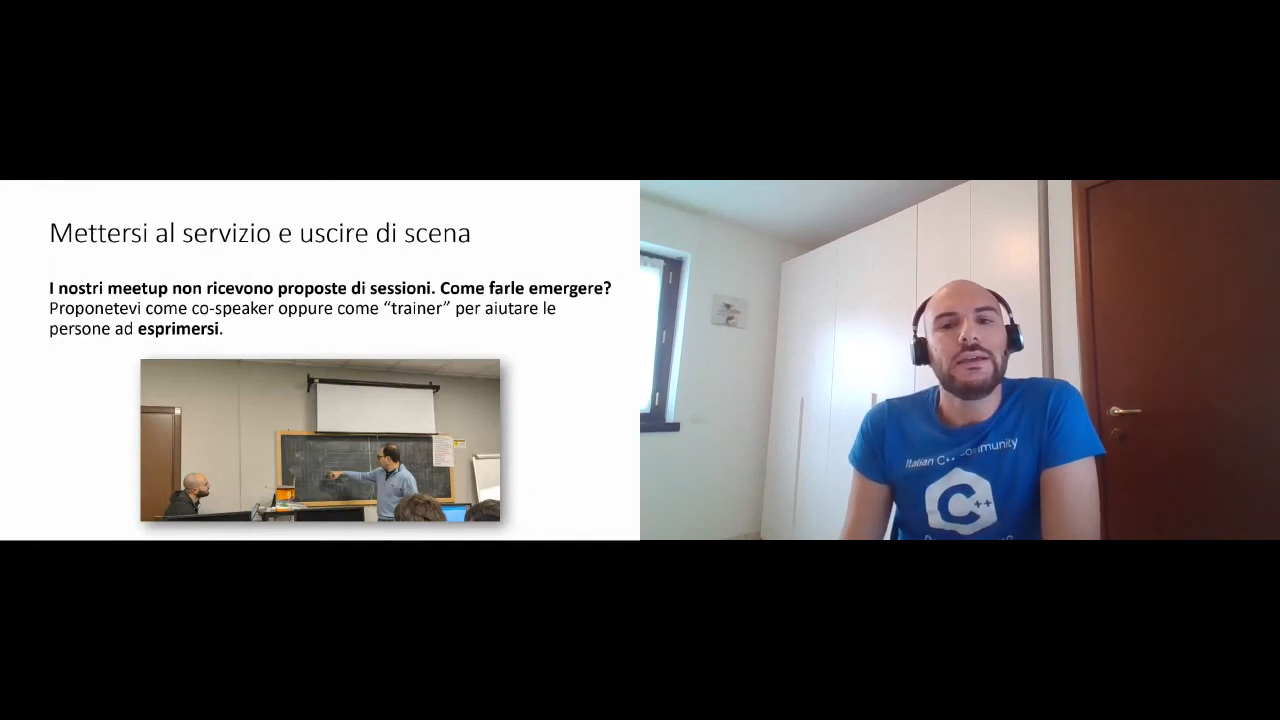 Mettersi al servizio e uscire di scena
I nostri meetup non ricevono proposte di sessioni. Come farle emergere?
Proponetevi come co-speaker oppure come “trainer” per aiutare le
persone ad esprimersi.
Italian C++ Community
C++